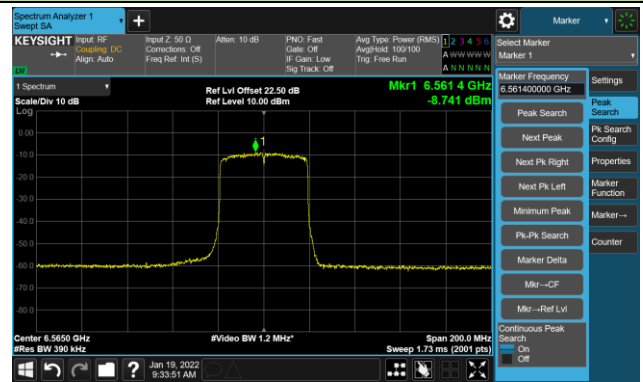 Spectrum Analyzer 1
Swept SA
Marker
KEYSIGHT
Input: RF
Coupling: DC
Align: Auto
Input Z: 50 Ω
Corrections: Off
Freq Ref: Int (S)
Atten: 10 dB
PNO: Fast
Gate: Off
IF Gain: Low
Sig Track: Off
Avg Type: Power (RMS)
Avg|Hold: 100/100
Trig: Free Run
1 2 3 4 5 6
A W W W W W
A N N N N N
Select Marker
Marker 1
1 Spectrum
Scale/Div 10 dB
Log
Ref Lvl Offset 22.50 dB
Ref Level 10.00 dBm
Mkr1 6.561 4 GHz
-8.741 dBm
Marker Frequency
6.561400000 GHz
Settings
Peak Search
Next Peak
Next Pk Right
Next Pk Left
Minimum Peak
Pk-Pk Search
Marker Delta
Mkr→CF
Mkr→Ref Lvl
Continuous Peak
Search
On
Off
Peak
Search
Pk Search
Config
Properties
Marker
Function
Marker→
Counter
1
0.00
-10.0
-20.0
-30.0
-40.0
-50.0
-60.0
-70.0
-80.0
Center 6.5650 GHz
#Res BW 390 kHz
#Video BW 1.2 MHz*
Span 200.0 MHz
Sweep 1.73 ms (2001 pts)
Jan 19, 2022
9:33:51 AM